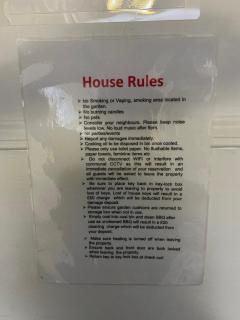 House Rules
➤ No Smoking or Vaping, smoking area located in
the garden.
➤ No burning candles
➤ No pets
➤ Consider your neighbours. Please keep noise
levels low. No loud music after
➤ No parties/events
➤ Report any damages immediately.
➤ Cooking oil to be disposed in bin once cooled.
➤ Please only use toilet paper. No flushable items,
paper towels, feminine items etc
➤ Do not disconnect WIFI or interfere with
communal CCTV as this will result in an
immediate cancellation of your reservation and
all guests will be asked to leave the property
with immediate effect.
➤ Be sure to place key back in key-lock box
whenever you are leaving to property to avoid
loss of keys. Lost of house keys will result in a
£80 charge which will be deducted from your
damage deposit.
➤ Please ensure garden cushions are returned to
storage box when not in use.
➤ Empty coal into coal bin and clean BBQ after
use as uncleaned BBQ will result in a £20
cleaning charge which will be deducted from
your deposit.
➤ Make sure heating is turned off when leaving
the property.
➤ Ensure back and front door are lock locked
when leaving the property.
➤ Return key to key lock box at check out!